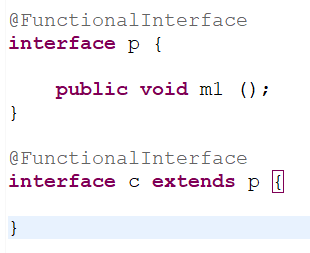 @FunctionalInterface
interface p {
public void m1 ();
}
@FunctionalInterface
interface c extends p {
}